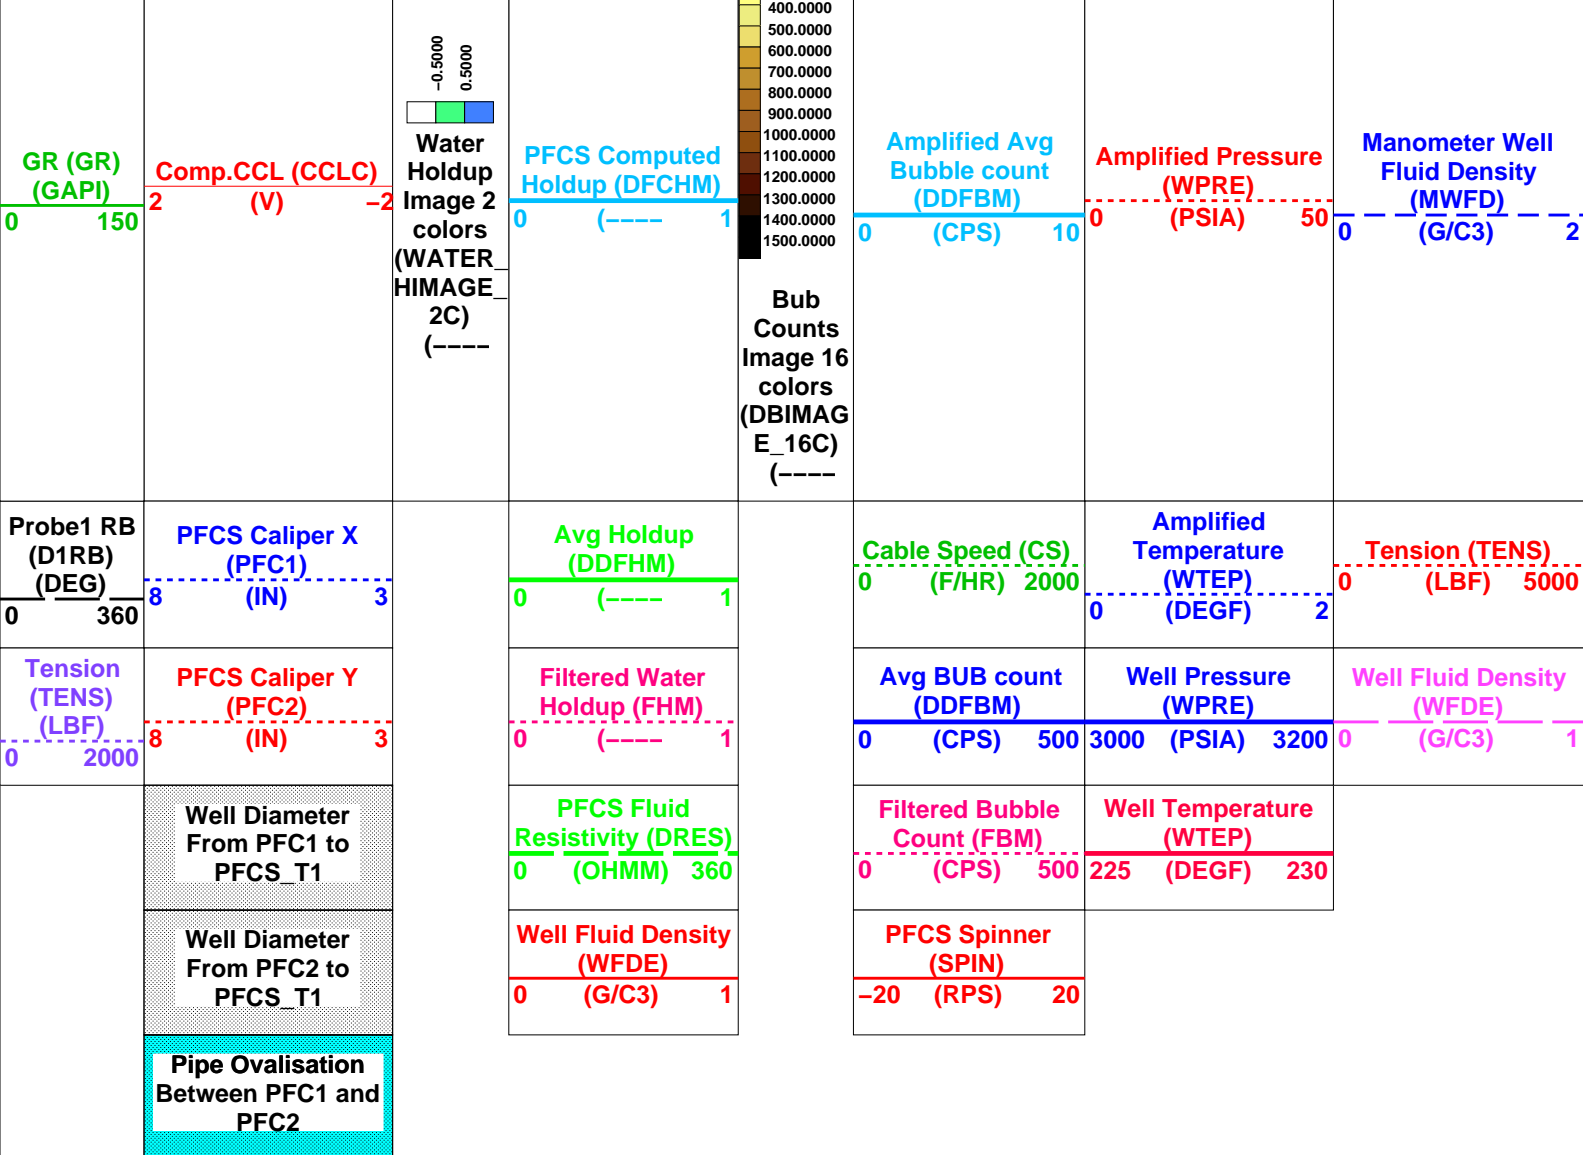 GR (GR)
(GAPI)
0 150
Comp.CCL (CCLC)
2 (V) −2
−0.5000
0.5000
Water
Holdup
Image 2
colors
(WATER_
HIMAGE_
2C)
(−−−−
PFCS Computed
Holdup (DFCHM)
0 (−−−− 1
400.0000
500.0000
600.0000
700.0000
800.0000
900.0000
1000.0000
1100.0000
1200.0000
1300.0000
1400.0000
1500.0000
Bub
Counts
Image 16
colors
(DBIMAG
E_16C)
(−−−−
Amplified Avg
Bubble count
(DDFBM)
0 (CPS) 10
Amplified Pressure
(WPRE)
0 (PSIA) 50
Manometer Well
Fluid Density
(MWFD)
0 (G/C3) 2
Probe1 RB
(D1RB)
(DEG)
0 360
PFCS Caliper X
(PFC1)
8 (IN) 3
Avg Holdup
(DDFHM)
0 (−−−− 1
Cable Speed (CS)
0 (F/HR) 2000
Amplified
Temperature
(WTEP)
0 (DEGF) 2
Tension (TENS)
0 (LBF) 5000
Tension
(TENS)
(LBF)
0 2000
PFCS Caliper Y
(PFC2)
8 (IN) 3
Filtered Water
Holdup (FHM)
0 (−−−− 1
Avg BUB count
(DDFBM)
0 (CPS) 500
Well Pressure
(WPRE)
3000 (PSIA) 3200
Well Fluid Density
(WFDE)
0 (G/C3) 1
Well Diameter
From PFC1 to
PFCS_T1
PFCS Fluid
Resistivity (DRES)
0 (OHMM) 360
Filtered Bubble
Count (FBM)
0 (CPS) 500
Well Temperature
(WTEP)
225 (DEGF) 230
Well Diameter
From PFC2 to
PFCS_T1
Well Fluid Density
(WFDE)
0 (G/C3) 1
PFCS Spinner
(SPIN)
−20 (RPS) 20
Pipe Ovalisation
Between PFC1 and
PFC2